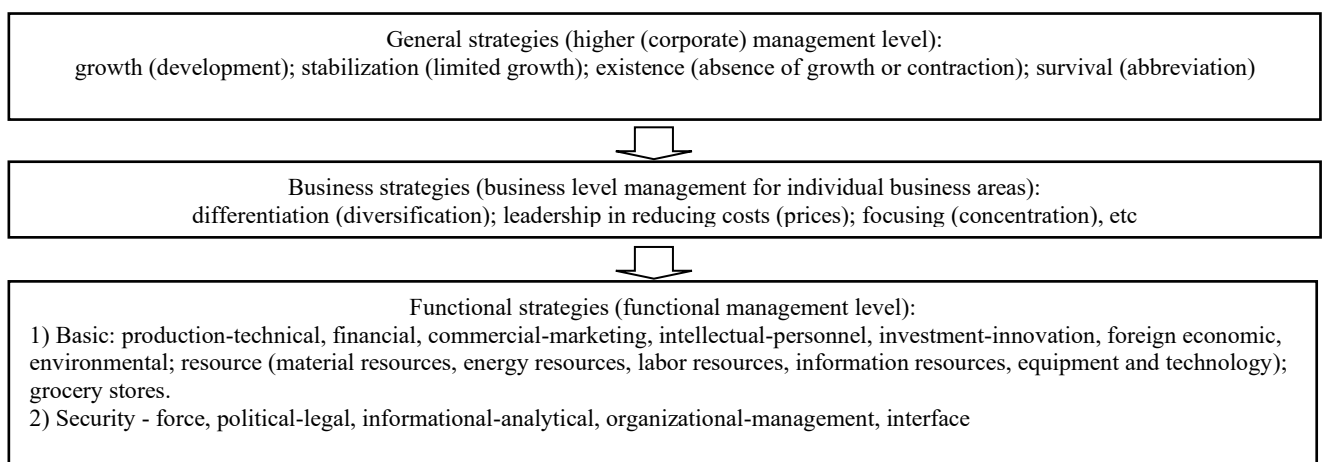 General strategies (higher (corporate) management level):
growth (development); stabilization (limited growth); existence (absence of growth or contraction); survival (abbreviation)
Business strategies (business level management for individual business areas):
differentiation (diversification); leadership in reducing costs (prices); focusing (concentration), etc
Functional strategies (functional management level):
1) Basic: production-technical, financial, commercial-marketing, intellectual-personnel, investment-innovation, foreign economic,
environmental; resource (material resources, energy resources, labor resources, information resources, equipment and technology);
grocery stores.
2) Security - force, political-legal, informational-analytical, organizational-management, interface